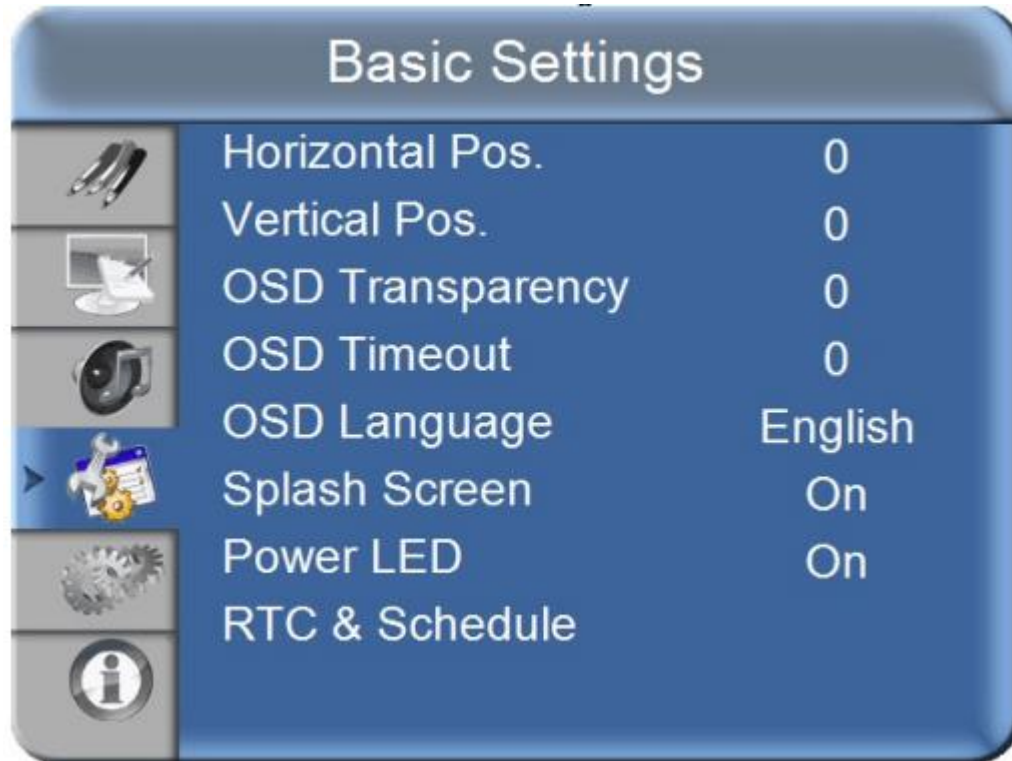 Basic Settings
Horizontal Pos. 0
Vertical Pos. 0
OSD Transparency 0
OSD Timeout 0
OSD Language English
Splash Screen On
Power LED On
RTC & Schedule